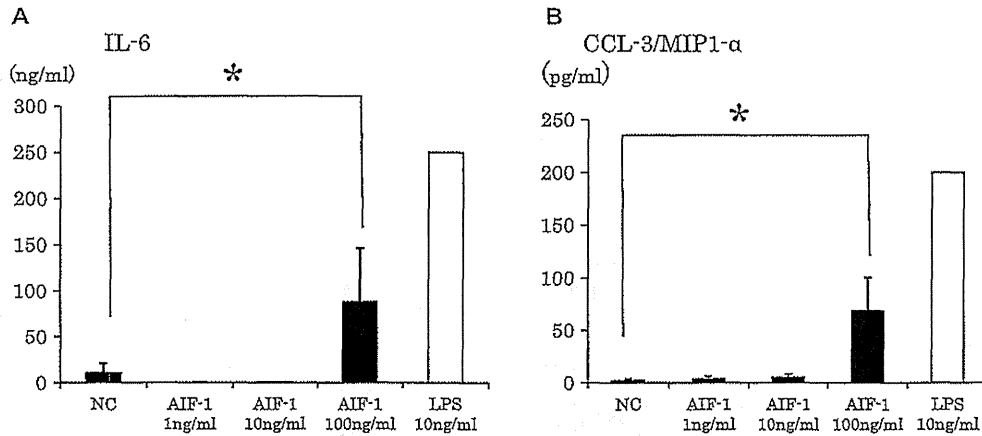 A
IL-6
(ng/ml)
*
300
250
200
150
100
50
0
NC
AIF-1 1ng/ml
AIF-1 10ng/ml
AIF-1 100ng/ml
LPS 10ng/ml
B
CCL-3/MIP1-α
(pg/ml)
*
250
200
150
100
50
0
NC
AIF-1 1ng/ml
AIF-1 10ng/ml
AIF-1 100ng/ml
LPS 10ng/ml